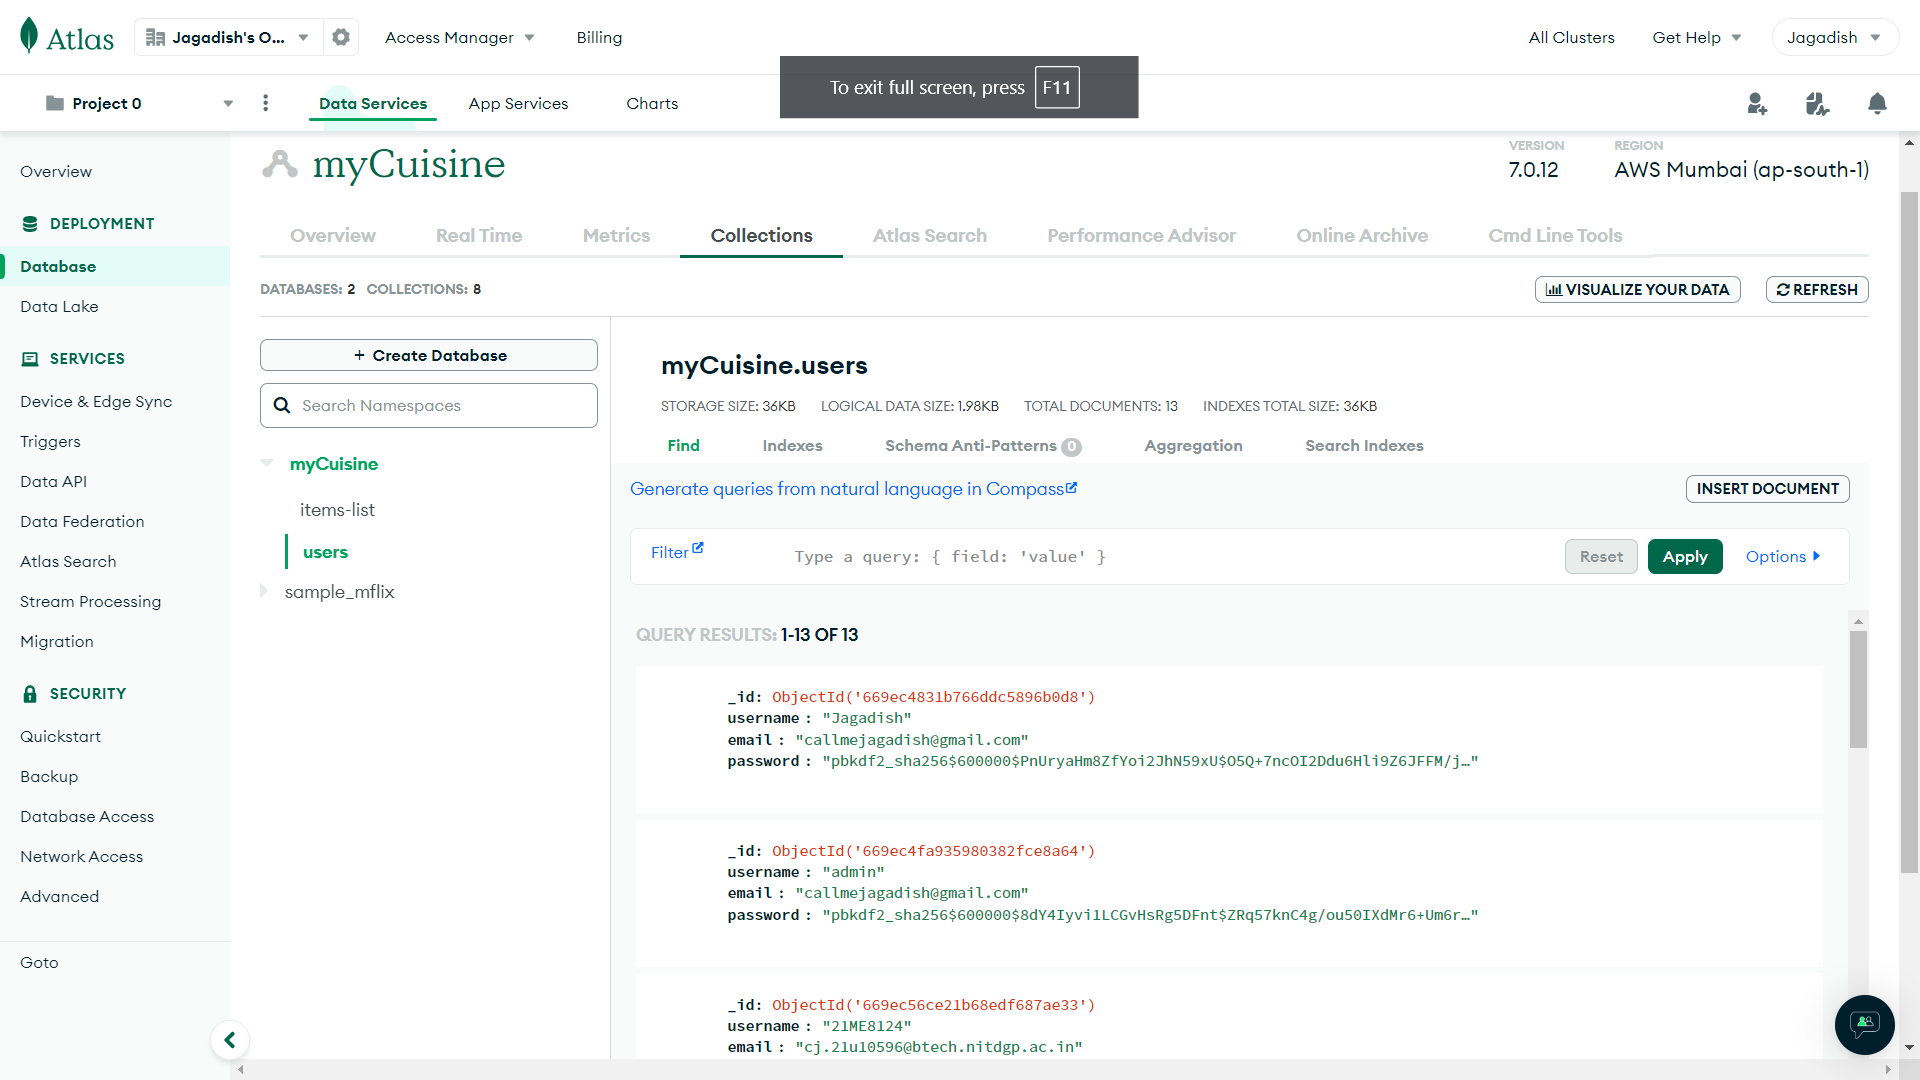 Atlas
Jagadish's O...
Access Manager
Billing
All Clusters
Get Help
Jagadish
To exit full screen, press F11
Project 0
Data Services
App Services
Charts
myCuisine
VERSION
7.0.12
REGION
AWS Mumbai (ap-south-1)
Overview
DEPLOYMENT
Database
Data Lake
SERVICES
Device & Edge Sync
Triggers
Data API
Data Federation
Atlas Search
Stream Processing
Migration
SECURITY
Quickstart
Backup
Database Access
Network Access
Advanced
Goto
Overview
Real Time
Metrics
Collections
Atlas Search
Performance Advisor
Online Archive
Cmd Line Tools
DATABASES: 2 COLLECTIONS: 8
VISUALIZE YOUR DATA
REFRESH
+ Create Database
Search Namespaces
myCuisine
items-list
users
sample_mflix
myCuisine.users
STORAGE SIZE: 36KB LOGICAL DATA SIZE: 1.98KB TOTAL DOCUMENTS: 13 INDEXES TOTAL SIZE: 36KB
Find
Indexes
Schema Anti-Patterns 0
Aggregation
Search Indexes
Generate queries from natural language in Compass
INSERT DOCUMENT
Filter
Type a query: { field: 'value' }
Reset
Apply
Options
QUERY RESULTS: 1-13 OF 13
_id: ObjectId('669ec4831b766ddc5896b0d8')
username : "Jagadish"
email : "callmejagadish@gmail.com"
password : "pbkdf2_sha256$600000$PnUryaHm8ZfYoi2JhN59xU$O5Q+7ncOI2Ddu6Hli9Z6JFFM/j…"
_id: ObjectId('669ec4fa935980382fce8a64')
username : "admin"
email : "callmejagadish@gmail.com"
password : "pbkdf2_sha256$600000$8dY4Iyvi1LCGvHsRg5DFnt$ZRq57knC4g/ou50IXdMr6+Um6r…"
_id: ObjectId('669ec56ce21b68edf687ae33')
username : "21ME8124"
email : "cj.21u10596@btech.nitdgp.ac.in"